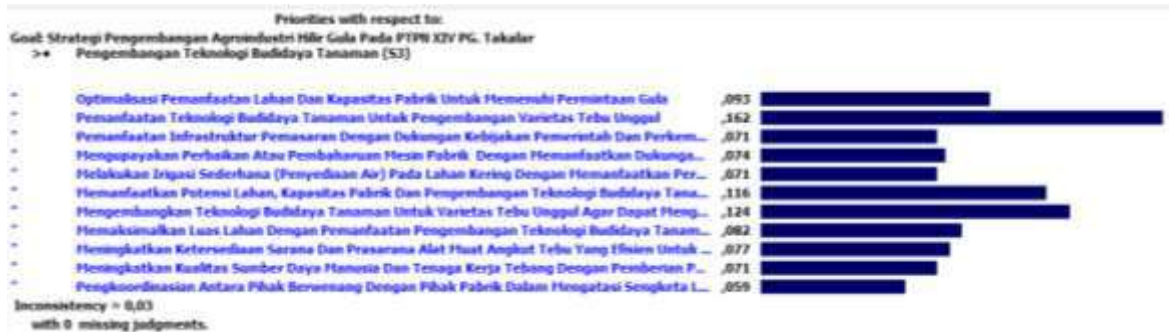 Priorities with respect to:
Goal: Strategi Pengembangan Agroindustri Hilir Gula Pada PTPN XIV PG. Takalar
>• Pengembangan Teknologi Budidaya Tanaman (S3)
Optimalisasi Pemanfaatan Lahan Dan Kapasitas Pabrik Untuk Memenuhi Permintaan Gula ,093
Pemanfaatan Teknologi Budidaya Tanaman Untuk Pengembangan Varietas Tebu Unggul ,162
Pemanfaatan Infrastruktur Pemasaran Dengan Dukungan Kebijakan Pemerintah Dan Perkem... ,071
Mengupayakan Perbaikan Atau Pembaharuan Mesin Pabrik Dengan Memanfaatkan Dukunga... ,074
Melakukan Irigasi Sederhana (Penyediaan Air) Pada Lahan Kering Dengan Memanfaatkan Per... ,071
Memanfaatkan Potensi Lahan, Kapasitas Pabrik Dan Pengembangan Teknologi Budidaya Tana... ,116
Mengembangkan Teknologi Budidaya Tanaman Untuk Varietas Tebu Unggul Agar Dapat Meng... ,124
Memaksimalkan Luas Lahan Dengan Pemanfaatan Pengembangan Teknologi Budidaya Tanam... ,082
Meningkatkan Ketersediaan Sarana Dan Prasarana Alat Muat Angkut Tebu Yang Efisien Untuk ... ,077
Meningkatkan Kualitas Sumber Daya Manusia Dan Tenaga Kerja Tebang Dengan Pemberian P... ,071
Pengkoordinasian Antara Pihak Berwenang Dengan Pihak Pabrik Dalam Mengatasi Sengketa L... ,059
Inconsistency = 0,03
with 0 missing judgments.